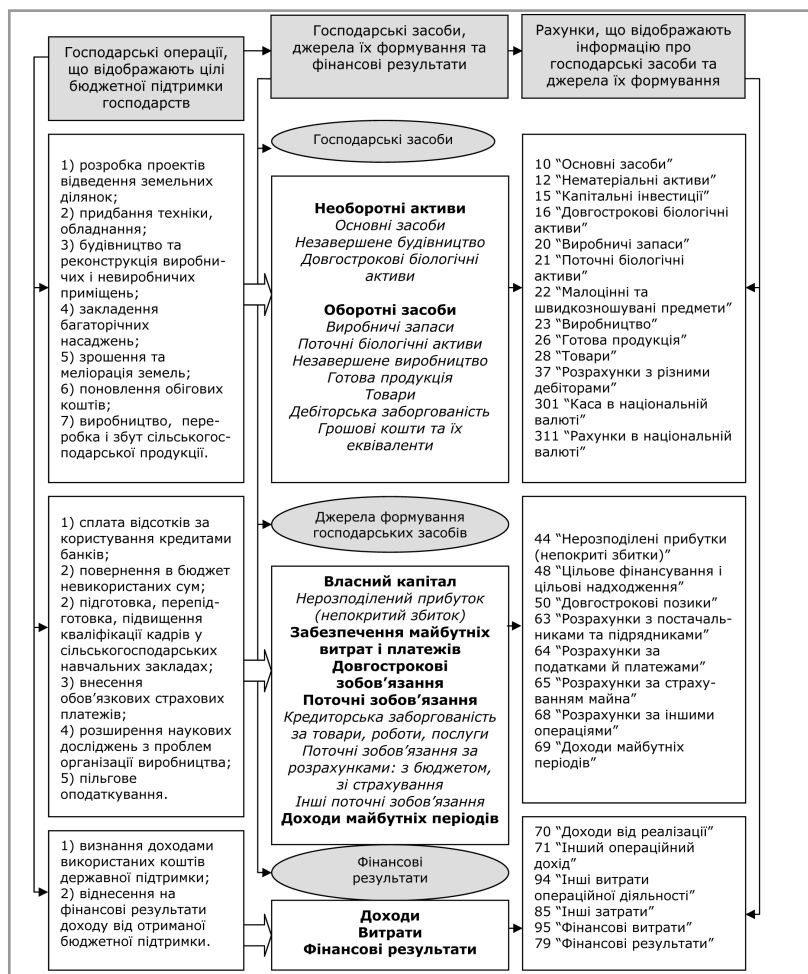 Господарські операції,
що відображають цілі
бюджетної підтримки
господарств
Господарські засоби,
джерела їх формування та
фінансові результати
Рахунки, що відображають
інформацію про
господарські засоби та
джерела їх формування
1) розробка проектів
відведення земельних
ділянок;
2) придбання техніки,
обладнання;
3) будівництво та
реконструкція виробни-
чих і невиробничих
приміщень;
4) закладення
багаторічних
насаджень;
5) зрошення та
меліорація земель;
6) поновлення обігових
коштів;
7) виробництво, пере-
робка і збут сільськогос-
подарської продукції.
Господарські засоби
Необоротні активи
Основні засоби
Незавершене будівництво
Довгострокові біологічні
активи
Оборотні засоби
Виробничі запаси
Поточні біологічні активи
Незавершене виробництво
Готова продукція
Товари
Дебіторська заборгованість
Грошові кошти та їх
еквіваленти
10 “Основні засоби”
12 “Нематеріальні активи”
15 “Капітальні інвестиції”
16 “Довгострокові біологічні
активи”
20 “Виробничі запаси”
21 “Поточні біологічні
активи”
22 “Малоцінні та
швидкозношувані предмети”
23 “Виробництво”
26 “Готова продукція”
28 “Товари”
37 “Розрахунки з різними
дебіторами”
301 “Каса в національній
валюті”
311 “Рахунки в національній
валюті”
1) сплата відсотків за
користування кредитами
банків;
2) повернення в бюджет
невикористаних сум;
2) підготовка, перепід-
готовка, підвищення
кваліфікації кадрів у
сільськогосподарських
навчальних закладах;
3) внесення
обов’язкових страхових
платежів;
4) розширення наукових
досліджень з проблем
організації виробництва;
5) пільгове
оподаткування.
Джерела формування
господарських засобів
Власний капітал
Нерозподілений прибуток
(непокритий збиток)
Забезпечення майбутніх
витрат і платежів
Довгострокові
зобов’язання
Поточні зобов’язання
Кредиторська заборгованість
за товари, роботи, послуги
Поточні зобов’язання за
розрахунками: з бюджетом,
зі страхування
Інші поточні зобов’язання
Доходи майбутніх періодів
44 “Нерозподілені прибутки
(непокриті збитки)”
48 “Цільове фінансування і
цільові надходження”
50 “Довгострокові позики”
63 “Розрахунки з постачаль-
никами та підрядниками”
64 “Розрахунки за
податками й платежами”
65 “Розрахунки за страху-
ванням майна”
68 “Розрахунки за іншими
операціями”
69 “Доходи майбутніх
періодів”
1) визнання доходами
використаних коштів
державної підтримки;
2) віднесення на
фінансові результати
доходу від отриманої
бюджетної підтримки.
Фінансові
результати
Доходи
Витрати
Фінансові результати
70 “Доходи від реалізації”
71 “Інший операційний
дохід”
94 “Інші витрати
операційної діяльності”
85 “Інші затрати”
95 “Фінансові витрати”
79 “Фінансові результати”